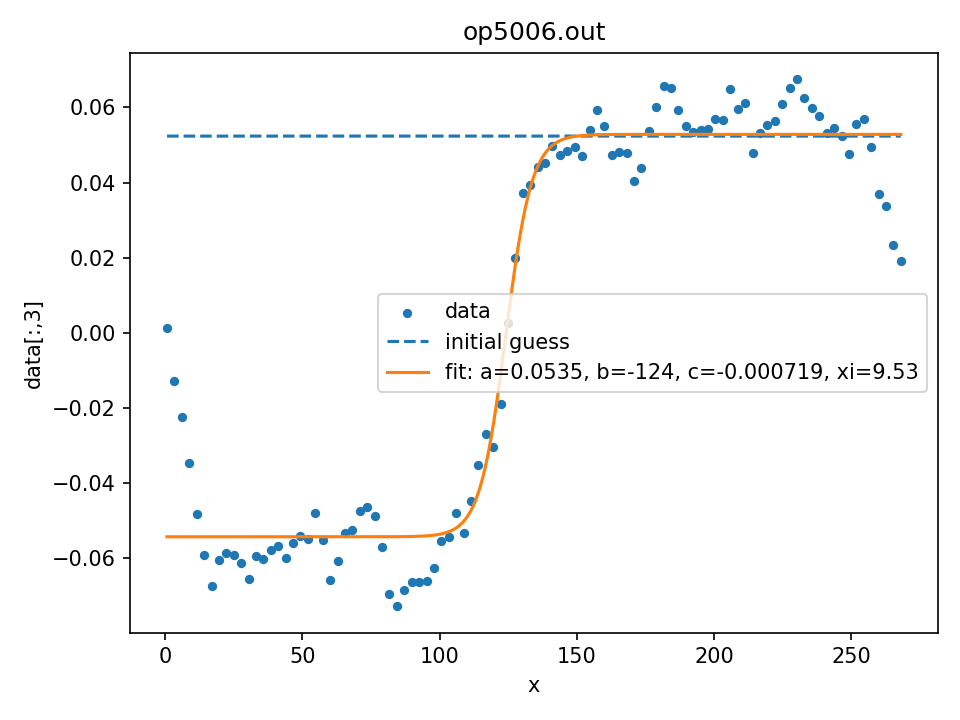 op5006.out
0.06
0.04
0.02
0.00
−0.02
−0.04
−0.06
data[:,3]
data
initial guess
fit: a=0.0535, b=-124, c=-0.000719, xi=9.53
0 50 100 150 200 250
x